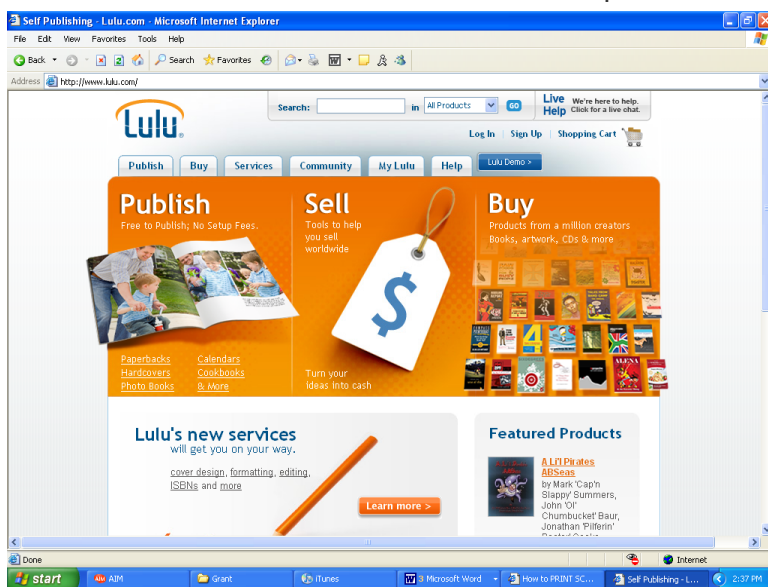 Self Publishing - Lulu.com - Microsoft Internet Explorer
File Edit View Favorites Tools Help
Back Search Favorites
Address http://www.lulu.com/
Search: in All Products GO
Live Help We're here to help. Click for a live chat.
Lulu
Log In Sign Up Shopping Cart
Publish Buy Services Community My Lulu Help Lulu Demo >
Publish
Free to Publish; No Setup Fees.
Paperbacks Calendars
Hardcovers Cookbooks
Photo Books & More
Sell
Tools to help
you sell
worldwide
$
Turn your
ideas into cash
Buy
Products from a million creators
Books, artwork, CDs & more
4
ALENA
Lulu's new services
will get you on your way.
cover design, formatting, editing,
ISBNs and more
Learn more >
Featured Products
A Li'l Pirates
ABSeas
by Mark 'Cap'n
Slappy' Summers,
John 'Ol'
Chumbucket' Baur,
Jonathan 'Pilferin'
Done Internet
start AIM Grant iTunes 3 Microsoft Word How to PRINT SC... Self Publishing - L... 2:37 PM